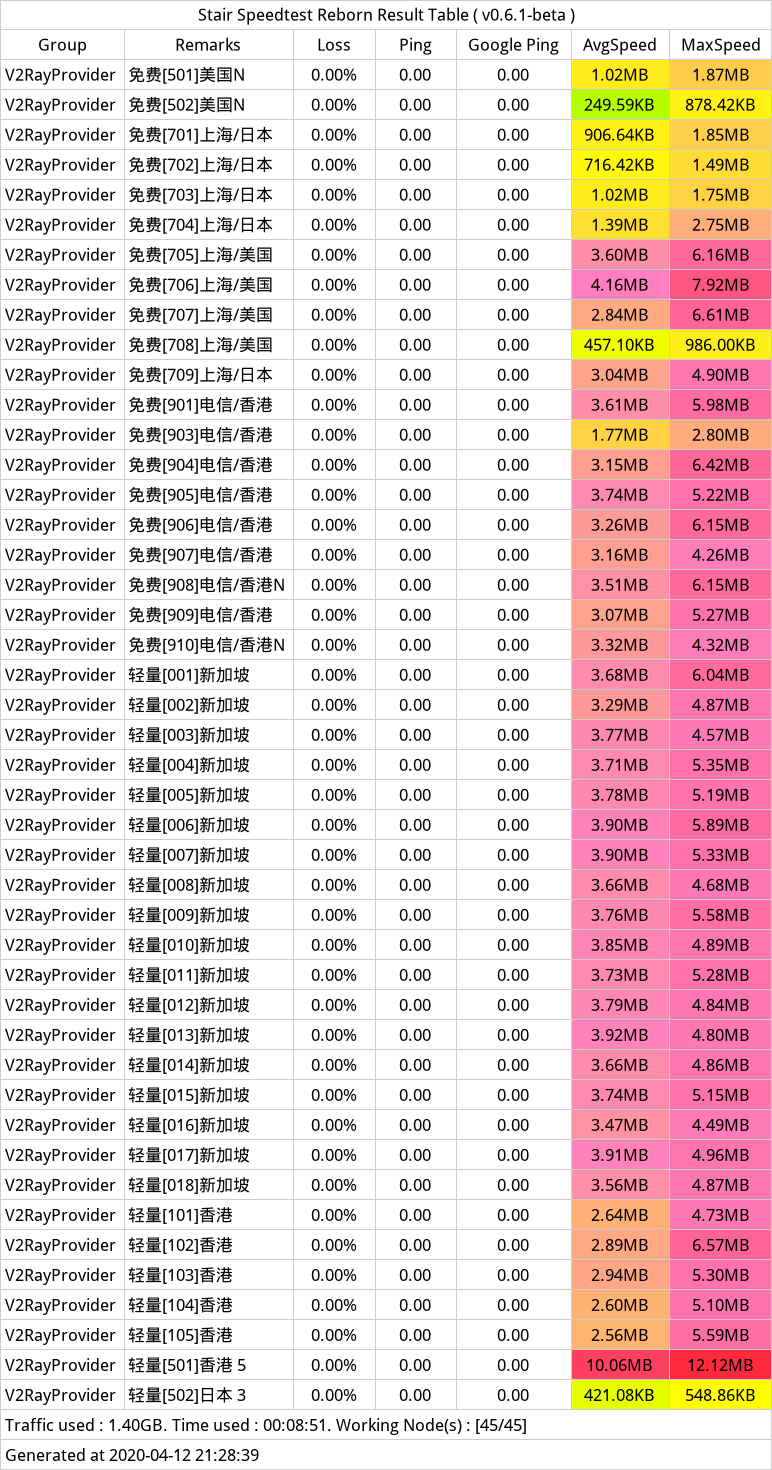 Stair Speedtest Reborn Result Table ( v0.6.1-beta )
Group Remarks Loss Ping Google Ping AvgSpeed MaxSpeed
V2RayProvider 免费[501]美国N 0.00% 0.00 0.00 1.02MB 1.87MB
V2RayProvider 免费[502]美国N 0.00% 0.00 0.00 249.59KB 878.42KB
V2RayProvider 免费[701]上海/日本 0.00% 0.00 0.00 906.64KB 1.85MB
V2RayProvider 免费[702]上海/日本 0.00% 0.00 0.00 716.42KB 1.49MB
V2RayProvider 免费[703]上海/日本 0.00% 0.00 0.00 1.02MB 1.75MB
V2RayProvider 免费[704]上海/日本 0.00% 0.00 0.00 1.39MB 2.75MB
V2RayProvider 免费[705]上海/美国 0.00% 0.00 0.00 3.60MB 6.16MB
V2RayProvider 免费[706]上海/美国 0.00% 0.00 0.00 4.16MB 7.92MB
V2RayProvider 免费[707]上海/美国 0.00% 0.00 0.00 2.84MB 6.61MB
V2RayProvider 免费[708]上海/美国 0.00% 0.00 0.00 457.10KB 986.00KB
V2RayProvider 免费[709]上海/日本 0.00% 0.00 0.00 3.04MB 4.90MB
V2RayProvider 免费[901]电信/香港 0.00% 0.00 0.00 3.61MB 5.98MB
V2RayProvider 免费[903]电信/香港 0.00% 0.00 0.00 1.77MB 2.80MB
V2RayProvider 免费[904]电信/香港 0.00% 0.00 0.00 3.15MB 6.42MB
V2RayProvider 免费[905]电信/香港 0.00% 0.00 0.00 3.74MB 5.22MB
V2RayProvider 免费[906]电信/香港 0.00% 0.00 0.00 3.26MB 6.15MB
V2RayProvider 免费[907]电信/香港 0.00% 0.00 0.00 3.16MB 4.26MB
V2RayProvider 免费[908]电信/香港N 0.00% 0.00 0.00 3.51MB 6.15MB
V2RayProvider 免费[909]电信/香港 0.00% 0.00 0.00 3.07MB 5.27MB
V2RayProvider 免费[910]电信/香港N 0.00% 0.00 0.00 3.32MB 4.32MB
V2RayProvider 轻量[001]新加坡 0.00% 0.00 0.00 3.68MB 6.04MB
V2RayProvider 轻量[002]新加坡 0.00% 0.00 0.00 3.29MB 4.87MB
V2RayProvider 轻量[003]新加坡 0.00% 0.00 0.00 3.77MB 4.57MB
V2RayProvider 轻量[004]新加坡 0.00% 0.00 0.00 3.71MB 5.35MB
V2RayProvider 轻量[005]新加坡 0.00% 0.00 0.00 3.78MB 5.19MB
V2RayProvider 轻量[006]新加坡 0.00% 0.00 0.00 3.90MB 5.89MB
V2RayProvider 轻量[007]新加坡 0.00% 0.00 0.00 3.90MB 5.33MB
V2RayProvider 轻量[008]新加坡 0.00% 0.00 0.00 3.66MB 4.68MB
V2RayProvider 轻量[009]新加坡 0.00% 0.00 0.00 3.76MB 5.58MB
V2RayProvider 轻量[010]新加坡 0.00% 0.00 0.00 3.85MB 4.89MB
V2RayProvider 轻量[011]新加坡 0.00% 0.00 0.00 3.73MB 5.28MB
V2RayProvider 轻量[012]新加坡 0.00% 0.00 0.00 3.79MB 4.84MB
V2RayProvider 轻量[013]新加坡 0.00% 0.00 0.00 3.92MB 4.80MB
V2RayProvider 轻量[014]新加坡 0.00% 0.00 0.00 3.66MB 4.86MB
V2RayProvider 轻量[015]新加坡 0.00% 0.00 0.00 3.74MB 5.15MB
V2RayProvider 轻量[016]新加坡 0.00% 0.00 0.00 3.47MB 4.49MB
V2RayProvider 轻量[017]新加坡 0.00% 0.00 0.00 3.91MB 4.96MB
V2RayProvider 轻量[018]新加坡 0.00% 0.00 0.00 3.56MB 4.87MB
V2RayProvider 轻量[101]香港 0.00% 0.00 0.00 2.64MB 4.73MB
V2RayProvider 轻量[102]香港 0.00% 0.00 0.00 2.89MB 6.57MB
V2RayProvider 轻量[103]香港 0.00% 0.00 0.00 2.94MB 5.30MB
V2RayProvider 轻量[104]香港 0.00% 0.00 0.00 2.60MB 5.10MB
V2RayProvider 轻量[105]香港 0.00% 0.00 0.00 2.56MB 5.59MB
V2RayProvider 轻量[501]香港 5 0.00% 0.00 0.00 10.06MB 12.12MB
V2RayProvider 轻量[502]日本 3 0.00% 0.00 0.00 421.08KB 548.86KB
Traffic used : 1.40GB. Time used : 00:08:51. Working Node(s) : [45/45]
Generated at 2020-04-12 21:28:39